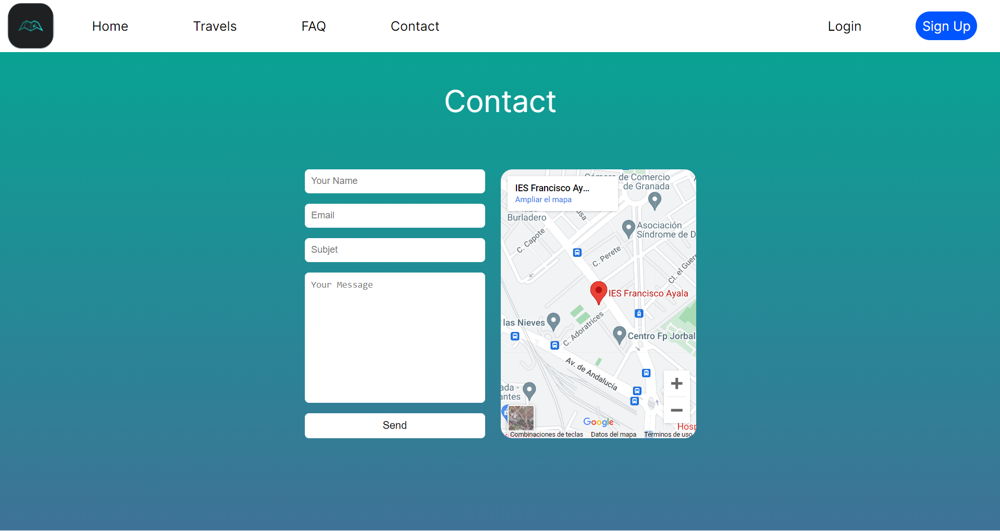 Home
Travels
FAQ
Contact
Login
Sign Up
Contact
Your Name
Email
Subjet
Your Message
Send
Cámara de Comercio
de Granada
IES Francisco Ay...
Ampliar el mapa
Burladero
Asociación
Síndrome de D
C. Capote
C. Perete
Cl. el Guerr
IES Francisco Ayala
las Nieves
C. Adoratrices
Centro Fp Jorbal
Av. de Andalucía
ada -
antes
Google
Hosp
Combinaciones de teclas
Datos del mapa
Términos de uso